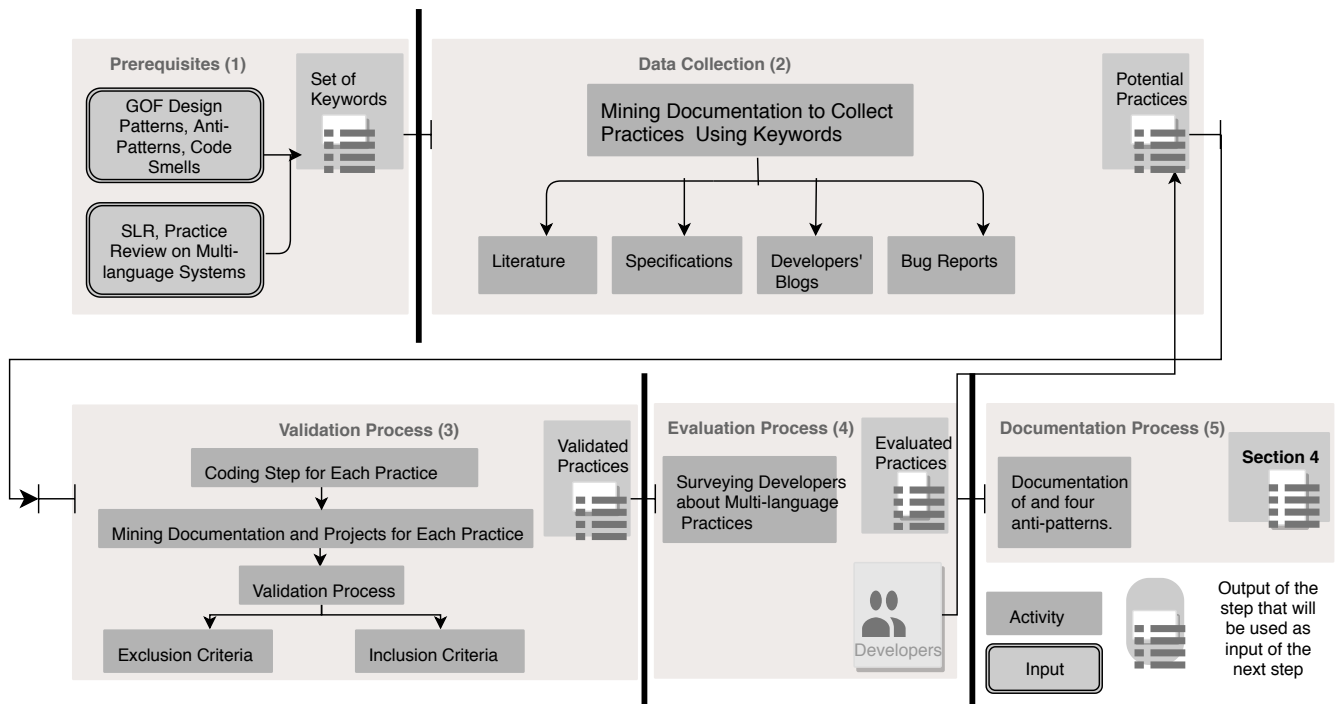 Prerequisites (1)
GOF Design
Patterns, Anti-
Patterns, Code
Smells
SLR, Practice
Review on Multi-
language Systems
Set of
Keywords
Data Collection (2)
Mining Documentation to Collect
Practices Using Keywords
Literature
Specifications
Developers'
Blogs
Bug Reports
Potential
Practices
Validation Process (3)
Coding Step for Each Practice
Mining Documentation and Projects for Each Practice
Validation Process
Exclusion Criteria
Inclusion Criteria
Validated
Practices
Evaluation Process (4)
Surveying Developers
about Multi-language
Practices
Evaluated
Practices
Developers
Documentation Process (5)
Documentation
of and four
anti-patterns.
Section 4
Activity
Input
Output of the
step that will
be used as
input of the
next step